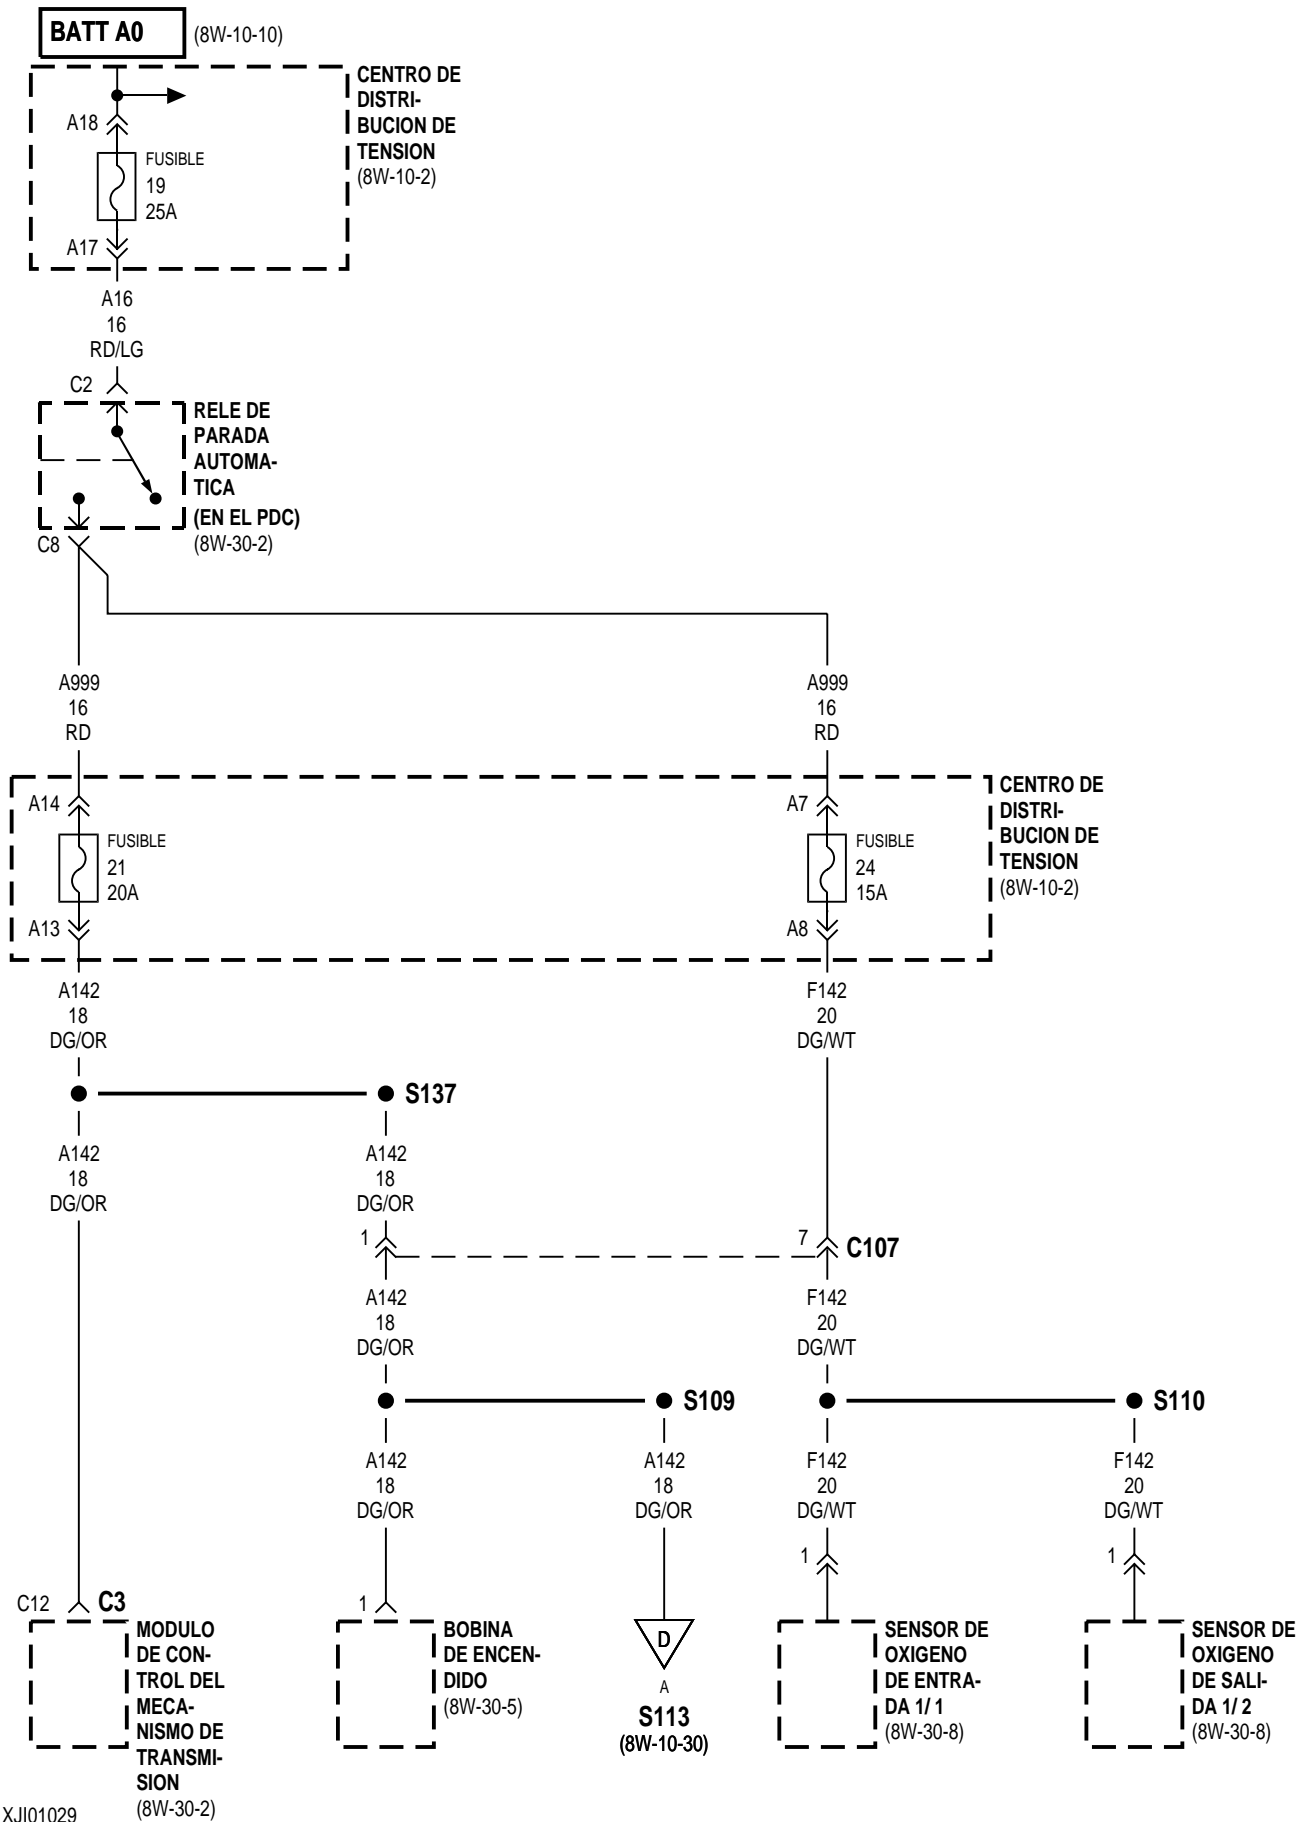 BATT A0 (8W-10-10)
CENTRO DE
DISTRI-
BUCION DE
TENSION
(8W-10-2)
A18
FUSIBLE
19
25A
A17
A16
16
RD/LG
C2
RELE DE
PARADA
AUTOMA-
TICA
(EN EL PDC)
(8W-30-2)
C8
A999
16
RD
A999
16
RD
CENTRO DE
DISTRI-
BUCION DE
TENSION
(8W-10-2)
A14
FUSIBLE
21
20A
A13
A7
FUSIBLE
24
15A
A8
A142
18
DG/OR
F142
20
DG/WT
S137
A142
18
DG/OR
A142
18
DG/OR
1
7
C107
A142
18
DG/OR
F142
20
DG/WT
S109
S110
A142
18
DG/OR
A142
18
DG/OR
F142
20
DG/WT
F142
20
DG/WT
1
1
C12
C3
MODULO
DE CON-
TROL DEL
MECA-
NISMO DE
TRANSMI-
SION
(8W-30-2)
1
BOBINA
DE ENCEN-
DIDO
(8W-30-5)
D
A
S113
(8W-10-30)
SENSOR DE
OXIGENO
DE ENTRA-
DA 1/ 1
(8W-30-8)
SENSOR DE
OXIGENO
DE SALI-
DA 1/ 2
(8W-30-8)
XJI01029